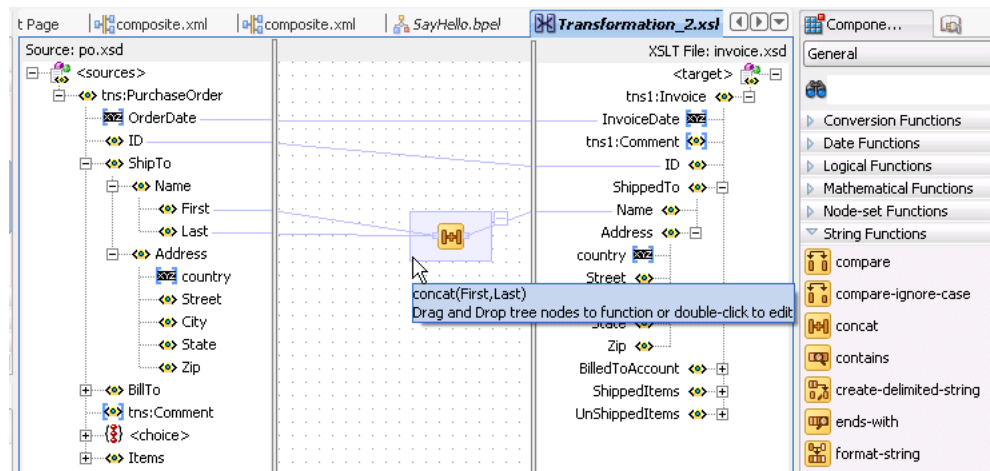 t Page composite.xml composite.xml SayHello.bpel Transformation_2.xsl Compone...
Source: po.xsd XSLT File: invoice.xsd General
<sources> <target>
tns:PurchaseOrder tns1:Invoice
OrderDate InvoiceDate Conversion Functions
ID tns1:Comment Date Functions
ShipTo ID Logical Functions
Name ShippedTo Mathematical Functions
First Name Node-set Functions
Last Address String Functions
Address country compare
country Street
concat(First,Last) compare-ignore-case
Street
Drag and Drop tree nodes to function or double-click to edit
City State concat
State Zip
Zip BilledToAccount contains
BillTo ShippedItems create-delimited-string
tns:Comment UnShippedItems ends-with
<choice>
Items format-string